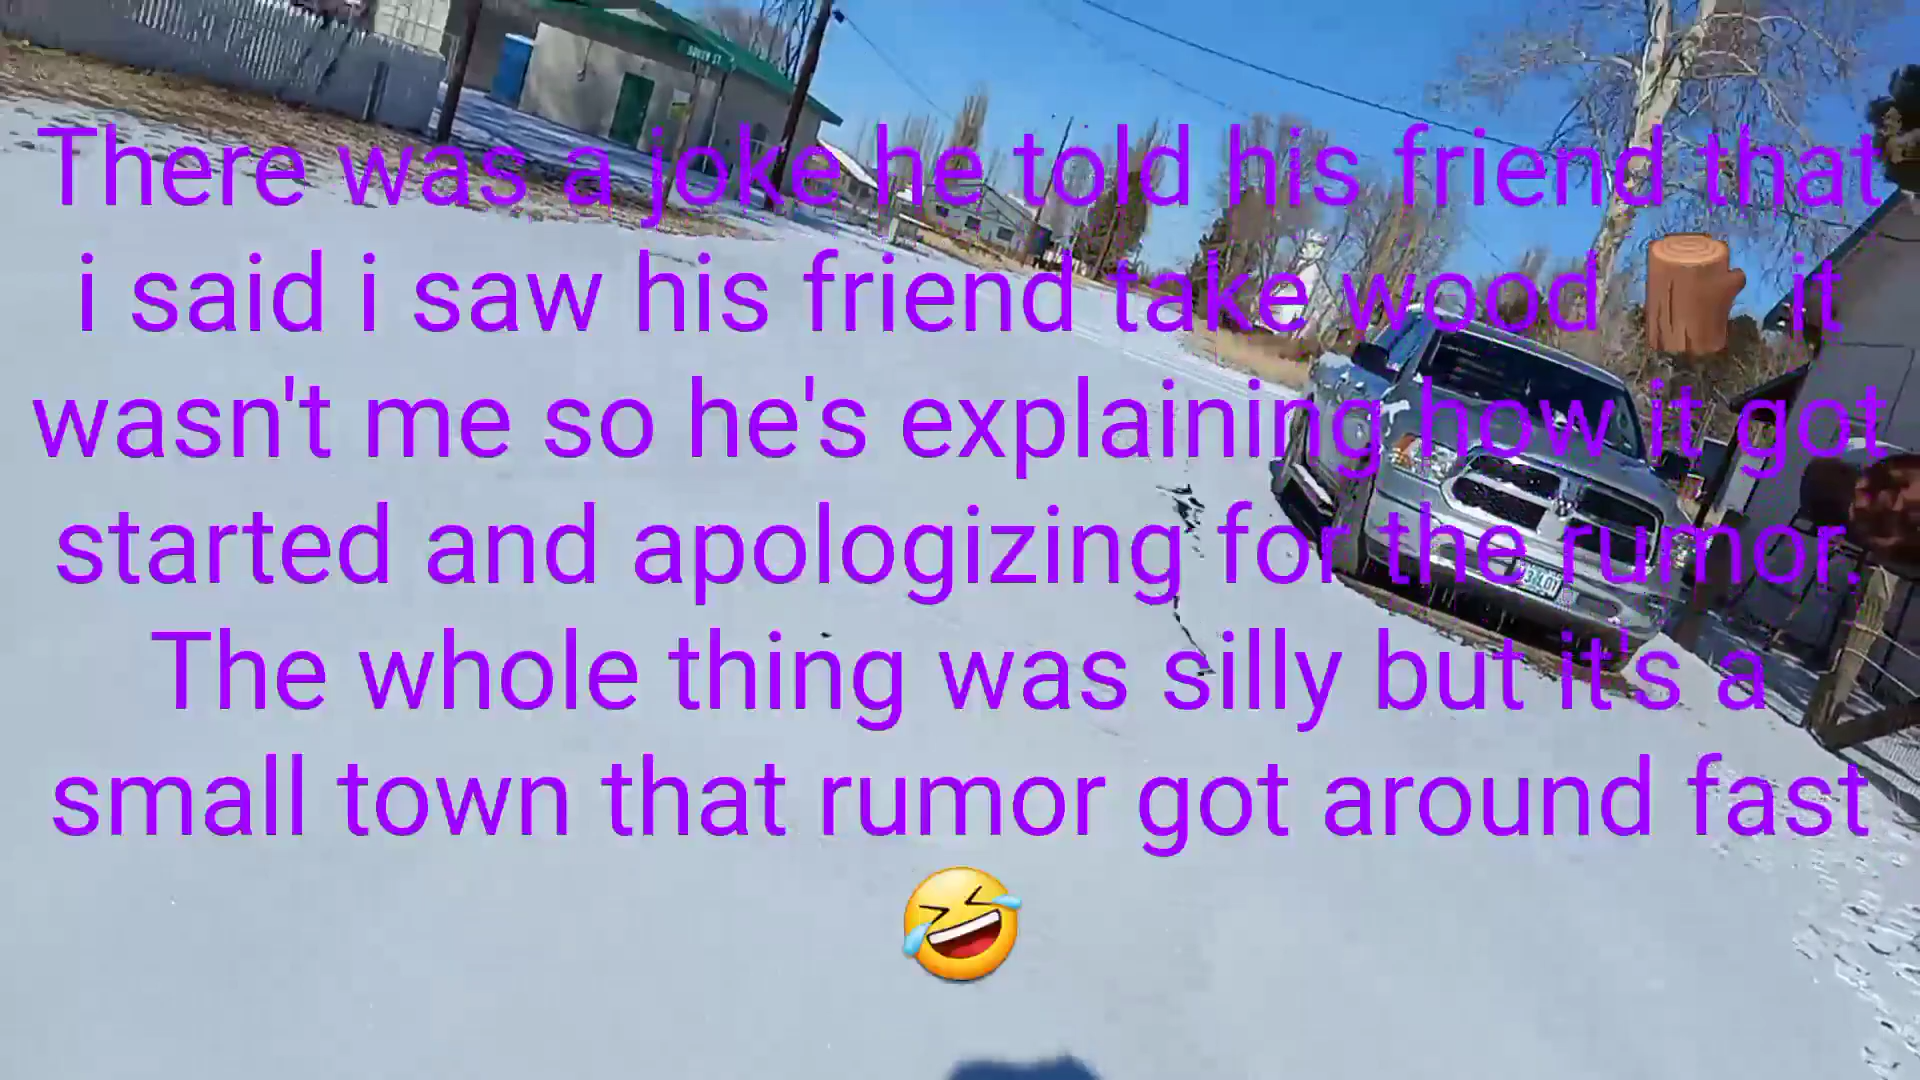 SOUTH ST
There was a joke he told his friend that
i said i saw his friend take wood 🪵 it
wasn't me so he's explaining how it got
started and apologizing for the rumor.
The whole thing was silly but it's a
small town that rumor got around fast
🤣